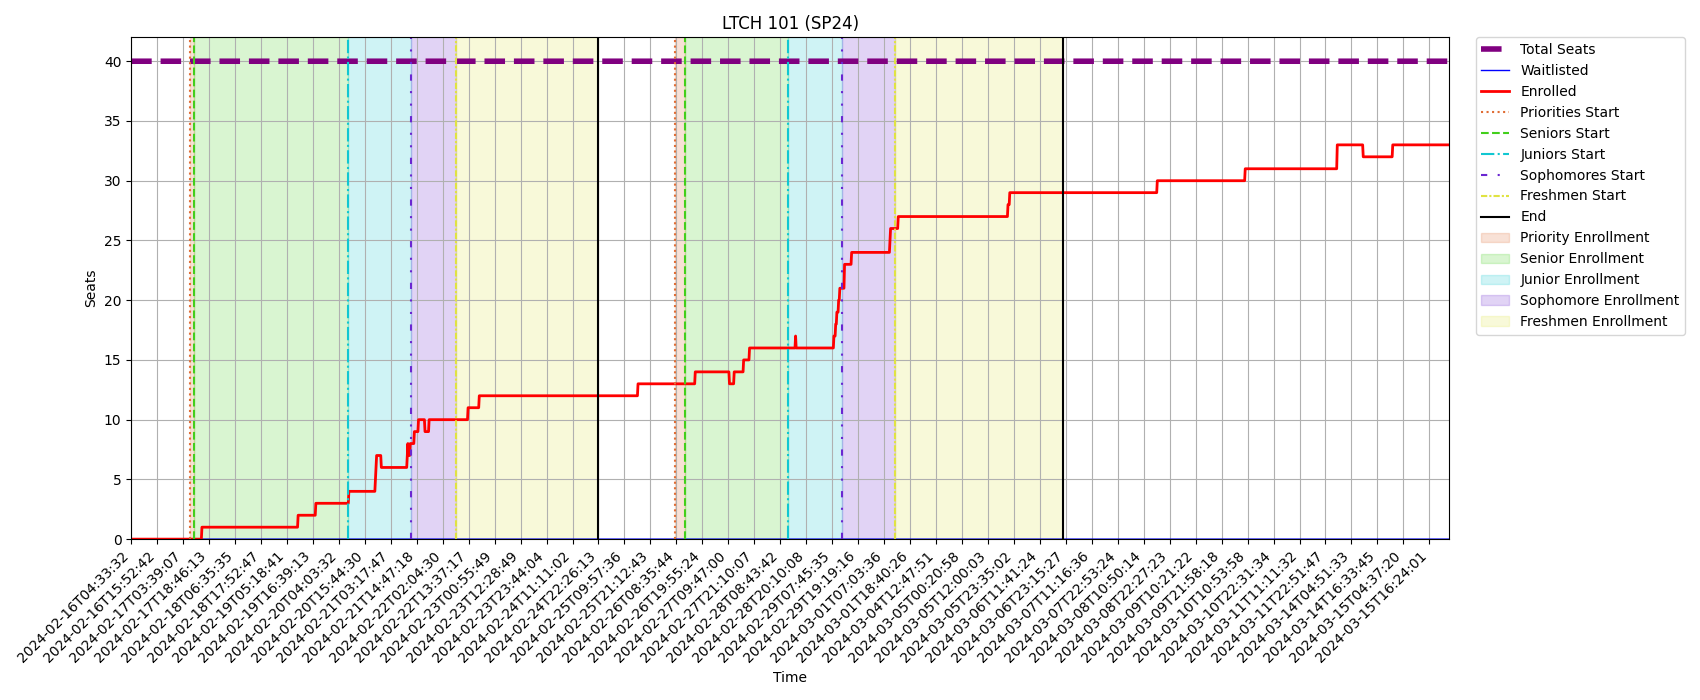 LTCH 101 (SP24)
Seats
40
35
30
25
20
15
10
5
0
2024-02-16T04:33:32
2024-02-16T15:52:42
2024-02-17T03:39:07
2024-02-17T18:46:13
2024-02-18T06:35:35
2024-02-18T17:52:47
2024-02-19T05:18:41
2024-02-19T16:39:13
2024-02-20T04:03:32
2024-02-20T15:44:30
2024-02-21T03:17:47
2024-02-21T14:47:18
2024-02-22T02:04:30
2024-02-22T13:37:17
2024-02-23T00:55:49
2024-02-23T12:28:49
2024-02-23T23:44:04
2024-02-24T11:11:02
2024-02-24T22:26:13
2024-02-25T09:57:36
2024-02-25T21:12:43
2024-02-26T08:35:44
2024-02-26T19:55:24
2024-02-27T09:47:00
2024-02-27T21:10:07
2024-02-28T08:43:42
2024-02-28T20:10:08
2024-02-29T07:45:35
2024-02-29T19:19:16
2024-03-01T07:03:36
2024-03-01T18:40:26
2024-03-04T12:47:51
2024-03-05T00:20:58
2024-03-05T12:00:03
2024-03-05T23:35:02
2024-03-06T11:41:24
2024-03-06T23:15:27
2024-03-07T11:16:36
2024-03-07T22:53:24
2024-03-08T10:50:14
2024-03-08T22:27:23
2024-03-09T10:21:22
2024-03-09T21:58:18
2024-03-10T10:53:58
2024-03-10T22:31:34
2024-03-11T11:11:32
2024-03-11T22:51:47
2024-03-14T04:51:33
2024-03-14T16:33:45
2024-03-15T04:37:20
2024-03-15T16:24:01
Time
Total Seats
Waitlisted
Enrolled
Priorities Start
Seniors Start
Juniors Start
Sophomores Start
Freshmen Start
End
Priority Enrollment
Senior Enrollment
Junior Enrollment
Sophomore Enrollment
Freshmen Enrollment